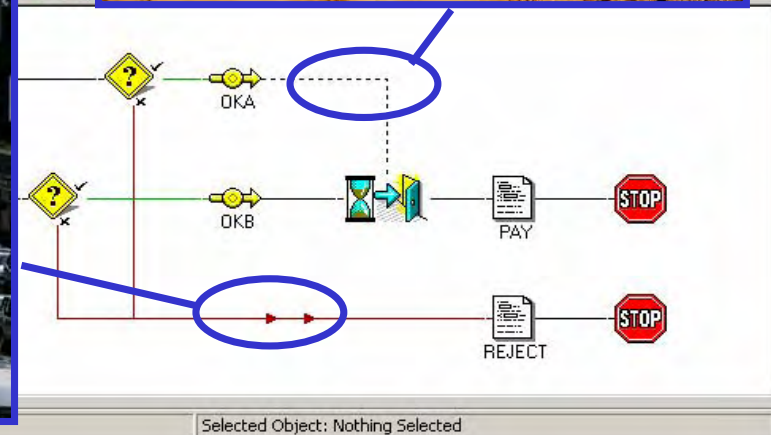 ?
OKA
?
OKB
PAY
STOP
REJECT
STOP
Selected Object: Nothing Selected